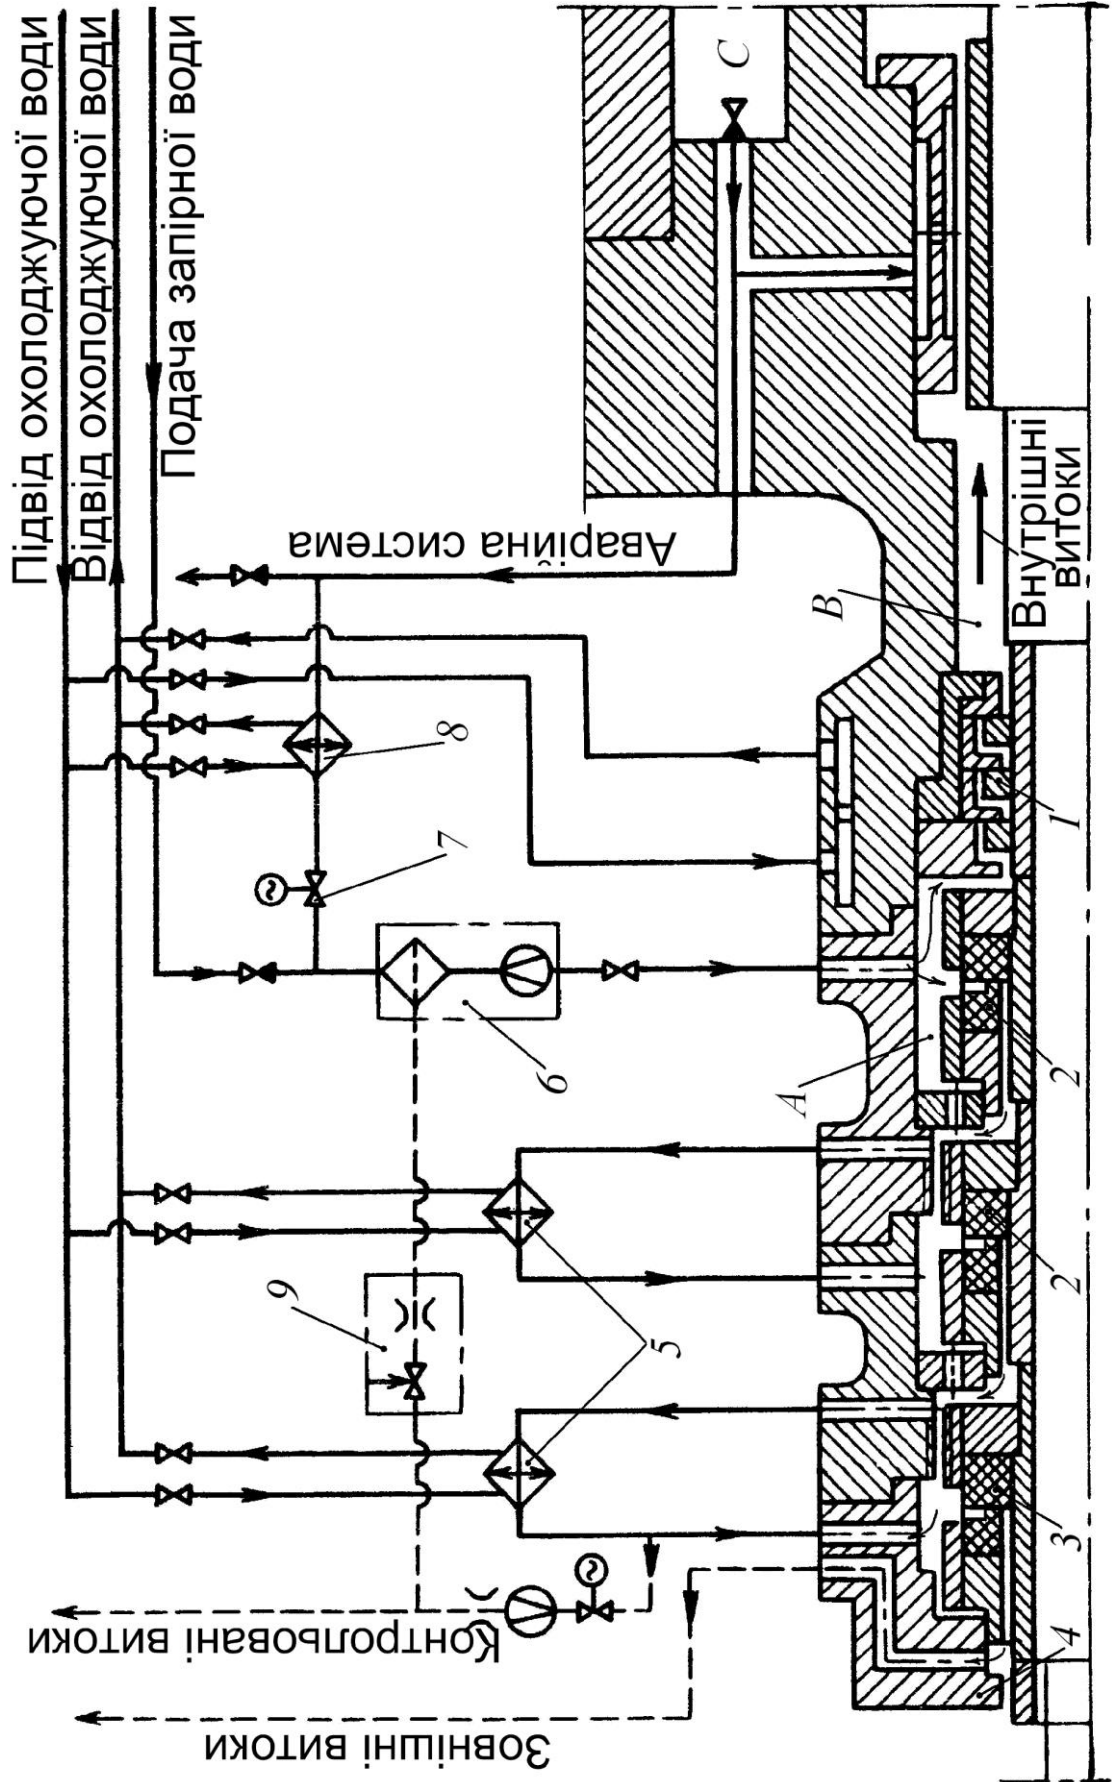 Підвід охолоджуючої води
Відвід охолоджуючої води
Подача запірної води
Аварійна система
Контрольовані витоки
Зовнішні витоки
Внутрішні
витоки
A
B
C
1
2
2
3
4
5
6
7
8
9